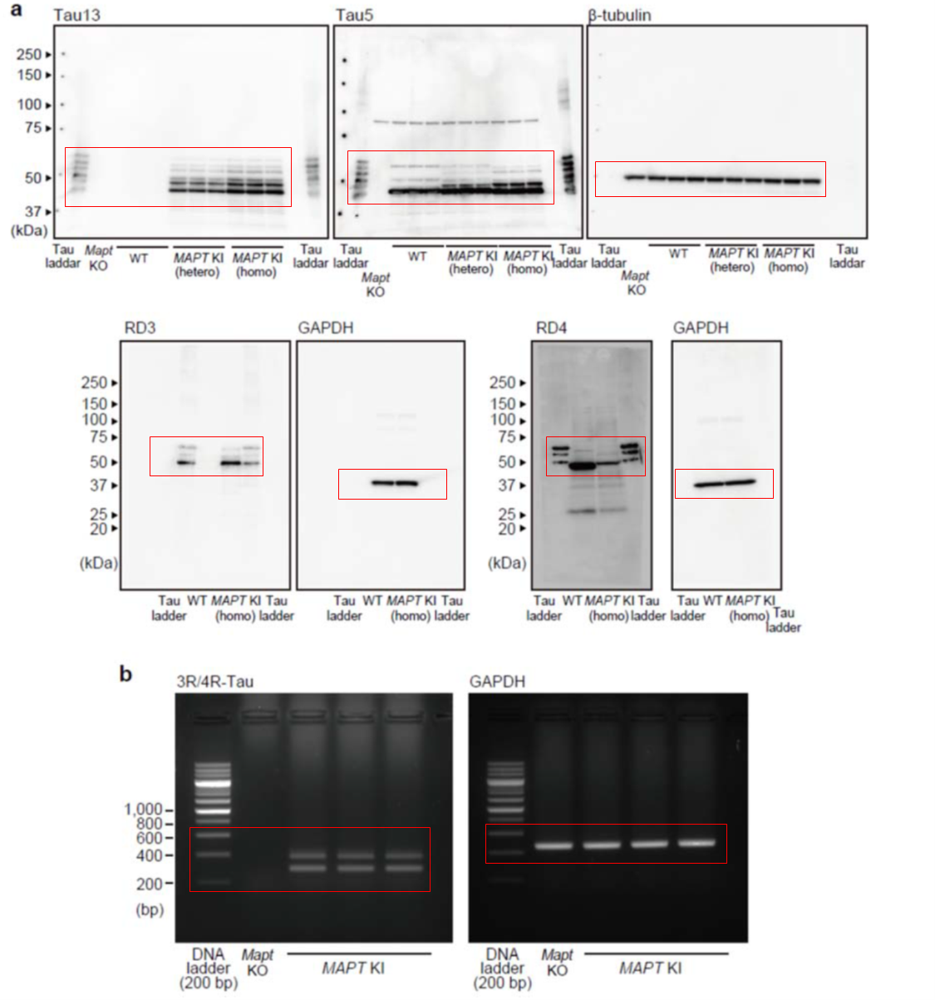 a
Tau13 Tau5 β-tubulin
250
150
100
75
50
37
(kDa)
Tau laddar Mapt KO WT MAPT KI (hetero) MAPT KI (homo) Tau laddar
Tau laddar Mapt KO WT MAPT KI (hetero) MAPT KI (homo) Tau laddar
Tau laddar Mapt KO WT MAPT KI (hetero) MAPT KI (homo) Tau laddar
RD3 GAPDH RD4 GAPDH
250 250
150 150
100 100
75 75
50 50
37 37
25 25
20 20
(kDa) (kDa)
Tau WT MAPT KI Tau Tau WT MAPT KI Tau Tau WT MAPT KI Tau Tau WT MAPT KI Tau
ladder (homo) ladder ladder (homo) ladder ladder (homo) ladder ladder (homo) ladder
b
3R/4R-Tau GAPDH
1,000
800
600
400
200
(bp)
DNA Mapt DNA Mapt
ladder KO MAPT KI ladder KO MAPT KI
(200 bp) (200 bp)